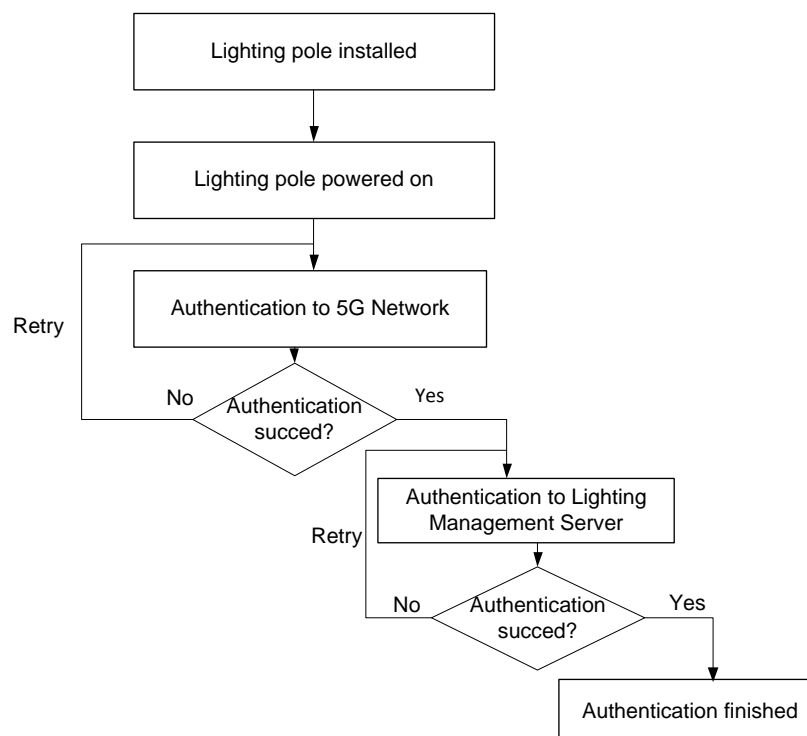 Lighting pole installed
Lighting pole powered on
Authentication to 5G Network
Retry
No
Authentication
succed?
Yes
Authentication to Lighting
Management Server
Retry
No
Authentication
succed?
Yes
Authentication finished